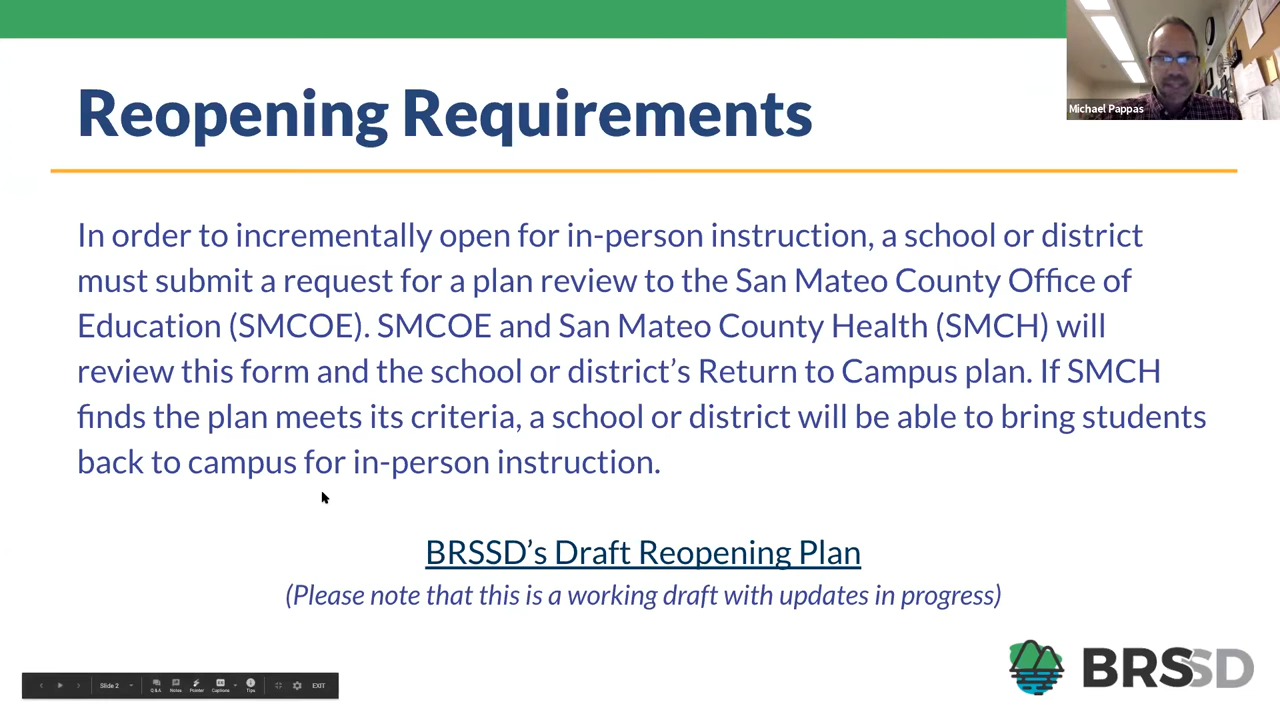 Reopening Requirements
Michael Pappas
In order to incrementally open for in-person instruction, a school or district
must submit a request for a plan review to the San Mateo County Office of
Education (SMCOE). SMCOE and San Mateo County Health (SMCH) will
review this form and the school or district’s Return to Campus plan. If SMCH
finds the plan meets its criteria, a school or district will be able to bring students
back to campus for in-person instruction.
BRSSD’s Draft Reopening Plan
(Please note that this is a working draft with updates in progress)
BRSSD
Slide 2
Q&A Notes Pointer Captions Tips EXIT